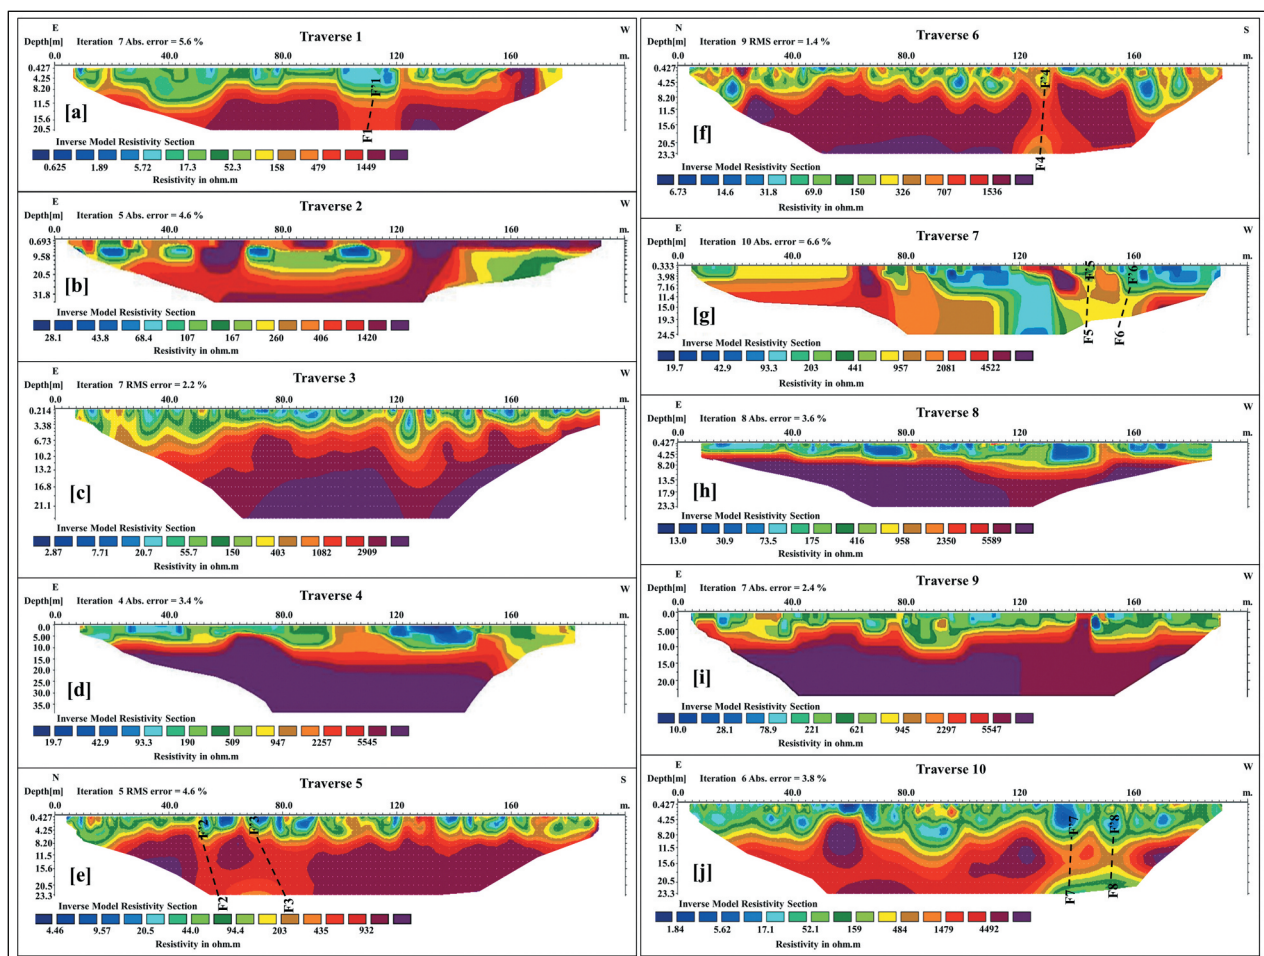 E W
Depth[m] Iteration 7 Abs. error = 5.6 % Traverse 1
0.0 40.0 80.0 120 160 m.
0.427
4.25
8.20
11.5
15.6
20.5
[a]
F'1
F1
Inverse Model Resistivity Section
0.625 1.89 5.72 17.3 52.3 158 479 1449
Resistivity in ohm.m
E W
Depth[m] Iteration 5 Abs. error = 4.6 % Traverse 2
0.0 40.0 80.0 120 160 m.
0.693
9.58
20.5
31.8
[b]
Inverse Model Resistivity Section
28.1 43.8 68.4 107 167 260 406 1420
Resistivity in ohm.m
E W
Depth[m] Iteration 7 RMS error = 2.2 % Traverse 3
0.0 40.0 80.0 120 160 m.
0.214
3.38
6.73
10.2
13.2
16.8
21.1
[c]
Inverse Model Resistivity Section
2.87 7.71 20.7 55.7 150 403 1082 2909
Resistivity in ohm.m
E W
Depth[m] Iteration 4 Abs. error = 3.4 % Traverse 4
0.0 40.0 80.0 120 160 m.
0.0
5.00
10.0
15.0
25.0
30.0
35.0
[d]
Inverse Model Resistivity Section
19.7 42.9 93.3 190 509 947 2257 5545
Resistivity in ohm.m
N S
Depth[m] Iteration 5 RMS error = 4.6 % Traverse 5
0.0 40.0 80.0 120 160 m.
0.427
4.25
8.20
11.5
15.6
20.5
23.3
[e]
F'2 F'3
F2 F3
Inverse Model Resistivity Section
4.46 9.57 20.5 44.0 94.4 203 435 932
Resistivity in ohm.m
N S
Depth[m] Iteration 9 RMS error = 1.4 % Traverse 6
0.0 40.0 80.0 120 160 m.
0.427
4.25
8.20
11.5
15.6
20.5
23.3
[f]
F'4
F4
Inverse Model Resistivity Section
6.73 14.6 31.8 69.0 150 326 707 1536
Resistivity in ohm.m
E W
Depth[m] Iteration 10 Abs. error = 6.6 % Traverse 7
0.0 40.0 80.0 120 160 m.
0.333
3.98
7.16
11.4
15.0
19.3
24.5
[g]
F'5 F'6
F5 F6
Inverse Model Resistivity Section
19.7 42.9 93.3 203 441 957 2081 4522
Resistivity in ohm.m
E W
Depth[m] Iteration 8 Abs. error = 3.6 % Traverse 8
0.0 40.0 80.0 120 160 m.
0.427
4.25
8.20
13.5
17.9
23.3
[h]
Inverse Model Resistivity Section
13.0 30.9 73.5 175 416 958 2350 5589
Resistivity in ohm.m
E W
Depth[m] Iteration 7 Abs. error = 2.4 % Traverse 9
0.0 40.0 80.0 120 160 m.
0.0
5.00
10.0
15.0
20.0
[i]
Inverse Model Resistivity Section
10.0 28.1 78.9 221 621 945 2297 5547
Resistivity in ohm.m
E W
Depth[m] Iteration 6 Abs. error = 3.8 % Traverse 10
0.0 40.0 80.0 120 160 m.
0.427
4.25
8.20
11.5
15.6
20.5
23.3
[j]
F'7 F'8
F7 F8
Inverse Model Resistivity Section
1.84 5.62 17.1 52.1 159 484 1479 4492
Resistivity in ohm.m